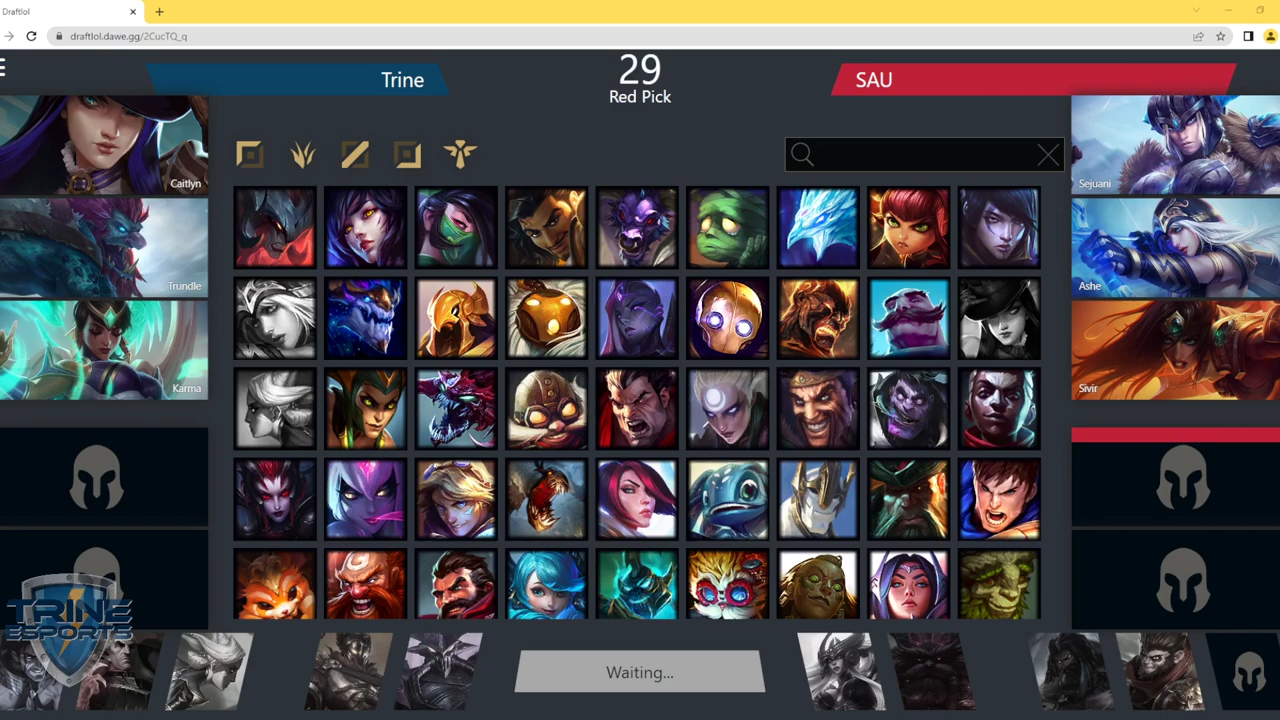 Draftlol
draftlol.dawe.gg/2CucTQ_q
Trine
29
Red Pick
SAU
Caitlyn
Trundle
Karma
Sejuani
Ashe
Sivir
TRINE
ESPORTS
Waiting...